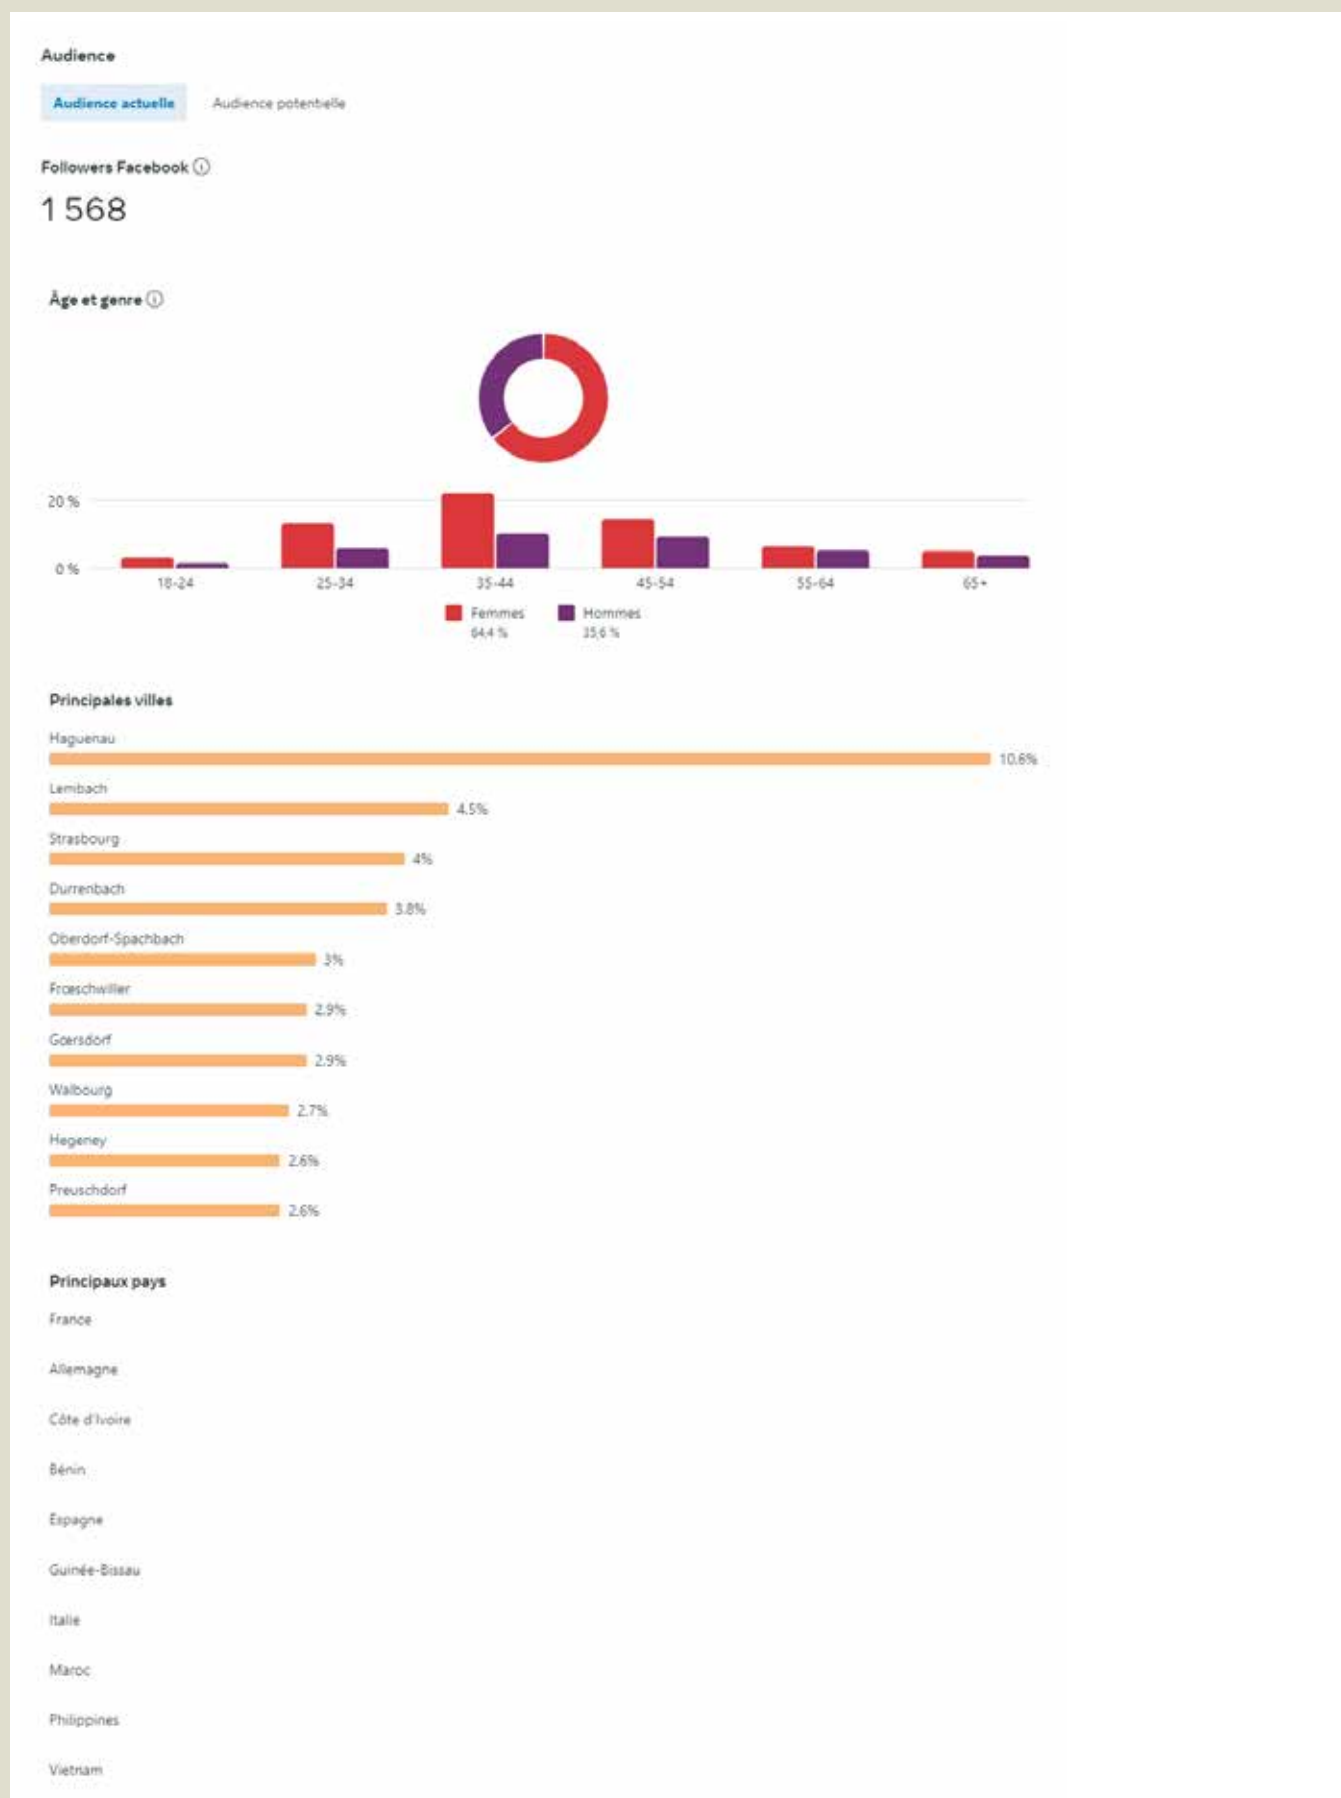 Audience
Audience actuelle Audience potentielle
Followers Facebook
1 568
Âge et genre
20 %
0 %
18-24 25-34 35-44 45-54 55-64 65+
Femmes Hommes
64,4 % 35,6 %
Principales villes
Haguenau
10.6%
Lembach
4.5%
Strasbourg
4%
Durrenbach
3.8%
Oberdorf-Spachbach
3%
Frœschwiller
2.9%
Gœrsdorf
2.9%
Walbourg
2.7%
Hegeney
2.6%
Preuschdorf
2.6%
Principaux pays
France
Allemagne
Côte d'Ivoire
Bénin
Espagne
Guinée-Bissau
Italie
Maroc
Philippines
Vietnam